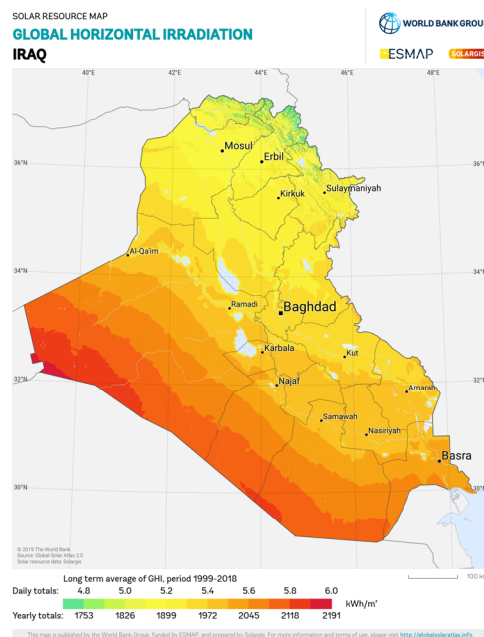 SOLAR RESOURCE MAP
GLOBAL HORIZONTAL IRRADIATION
IRAQ
WORLD BANK GROUP
ESMAP
SOLARGIS
40°E 42°E 44°E 46°E 48°E
Mosul
Erbil
36°N 36°N
Sulaymaniyah
Kirkuk
Al-Qa'im
34°N 34°N
Ramadi
Baghdad
Karbala
Kut
32°N 32°N
Najaf
Amarah
Samawah
Nasiriyah
Basra
30°N 30°N
© 2019 The World Bank
Source: Global Solar Atlas 2.0
Solar resource data: Solargis
100 k
Long term average of GHI, period 1999-2018
Daily totals: 4.8 5.0 5.2 5.4 5.6 5.8 6.0
kWh/m²
Yearly totals: 1753 1826 1899 1972 2045 2118 2191
This map is published by the World Bank Group, funded by ESMAP, and prepared by Solargis. For more information and terms of use, please visit http://globalsolaratlas.info